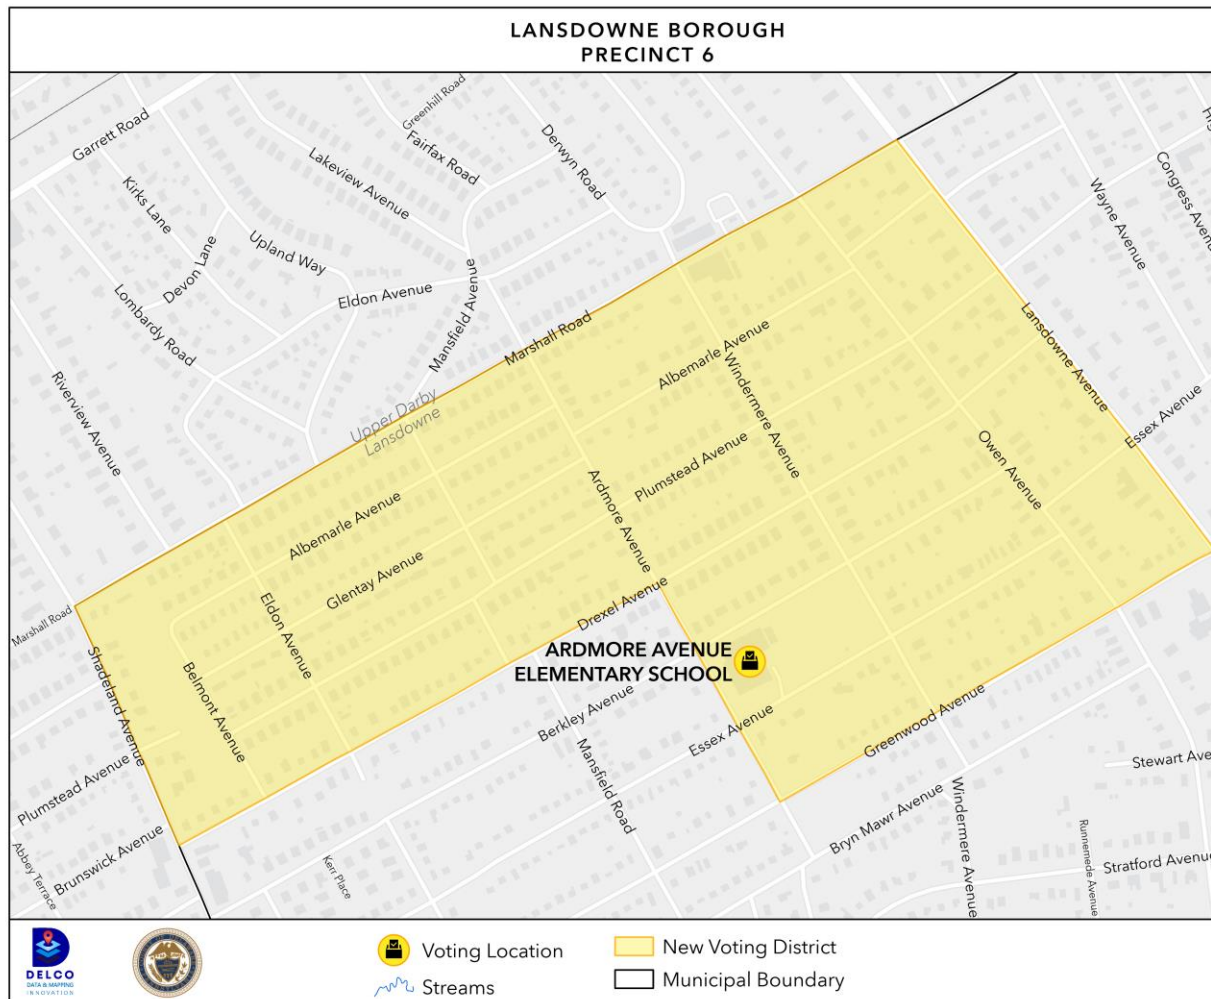 LANSDOWNE BOROUGH
PRECINCT 6
Garrett Road
Greenhill Road
Fairfax Road
Derwyn Road
Lakeview Avenue
Kirks Lane
Congress Avenue
Wayne Avenue
Upland Way
Devon Lane
Eldon Avenue
Mansfield Avenue
Lombardy Road
Marshall Road
Lansdowne Avenue
Albemarle Avenue
Windermere Avenue
Riverview Avenue
Upper Darby
Lansdowne
Essex Avenue
Owen Avenue
Plumstead Avenue
Ardmore Avenue
Albemarle Avenue
Glentay Avenue
Eldon Avenue
Drexel Avenue
Marshall Road
Shadeland Avenue
Belmont Avenue
ARDMORE AVENUE
ELEMENTARY SCHOOL
Berkley Avenue
Essex Avenue
Greenwood Avenue
Mansfield Road
Plumstead Avenue
Stewart Ave
Windermere Avenue
Bryn Mawr Avenue
Runnemede Avenue
Stratford Avenue
Brunswick Avenue
Abbey Terrace
Kerr Place
DELCO
DATA & MAPPING
INNOVATION
Voting Location
Streams
New Voting District
Municipal Boundary